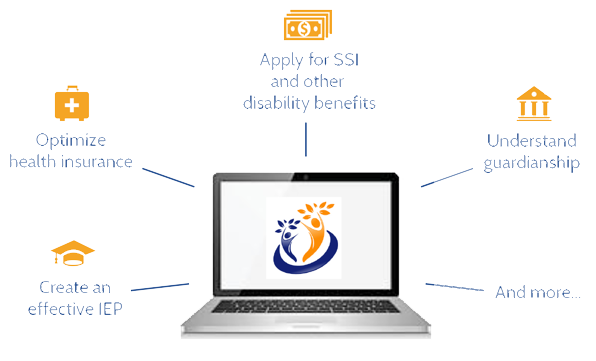 Apply for SSI
and other
disability benefits
Optimize
health insurance
Understand
guardianship
Create an
effective IEP
And more...